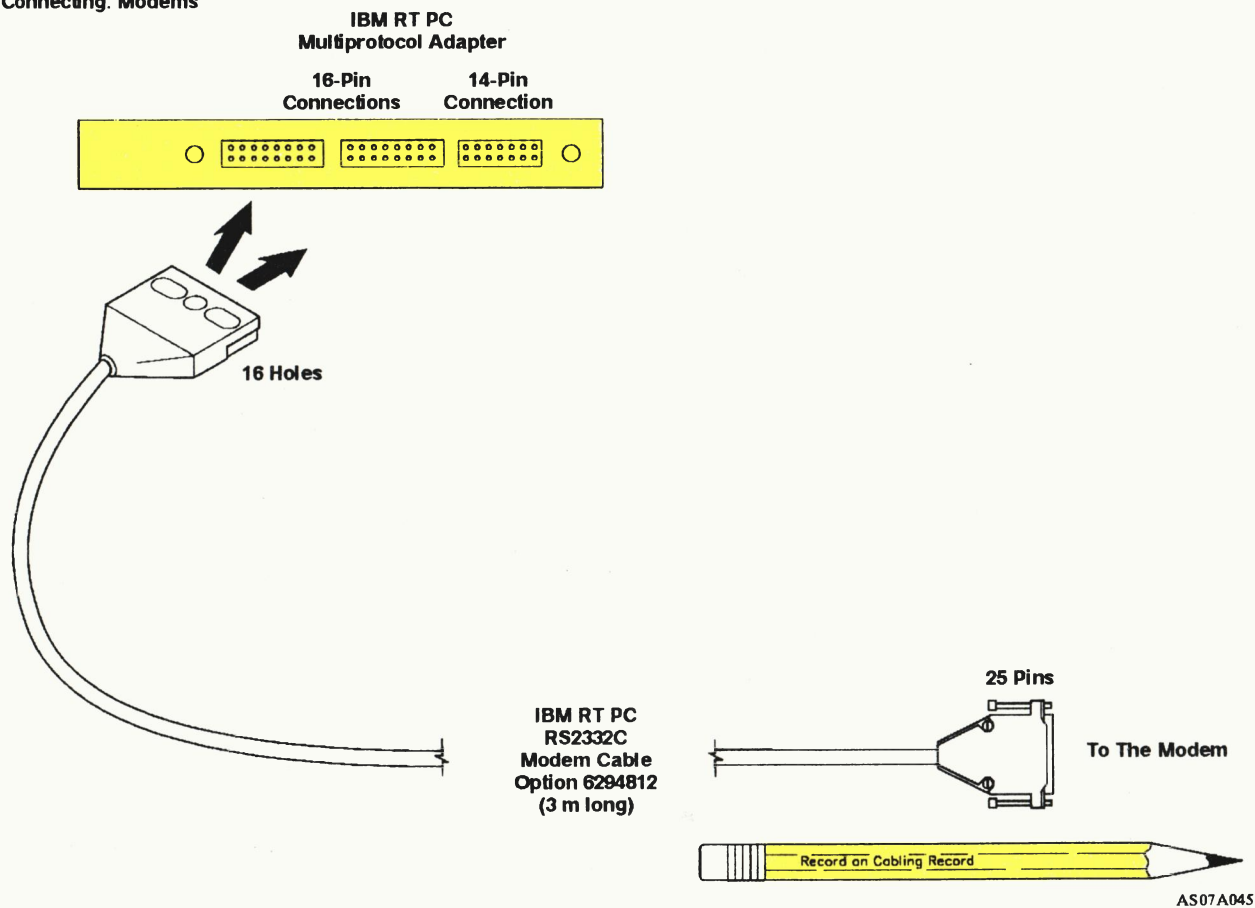 Connecting: Modems
IBM RT PC
Multiprotocol Adapter
16-Pin
Connections
14-Pin
Connection
16 Holes
25 Pins
IBM RT PC
RS2332C
Modem Cable
Option 6294812
(3 m long)
To The Modem
Record on Cabling Record
AS07A045